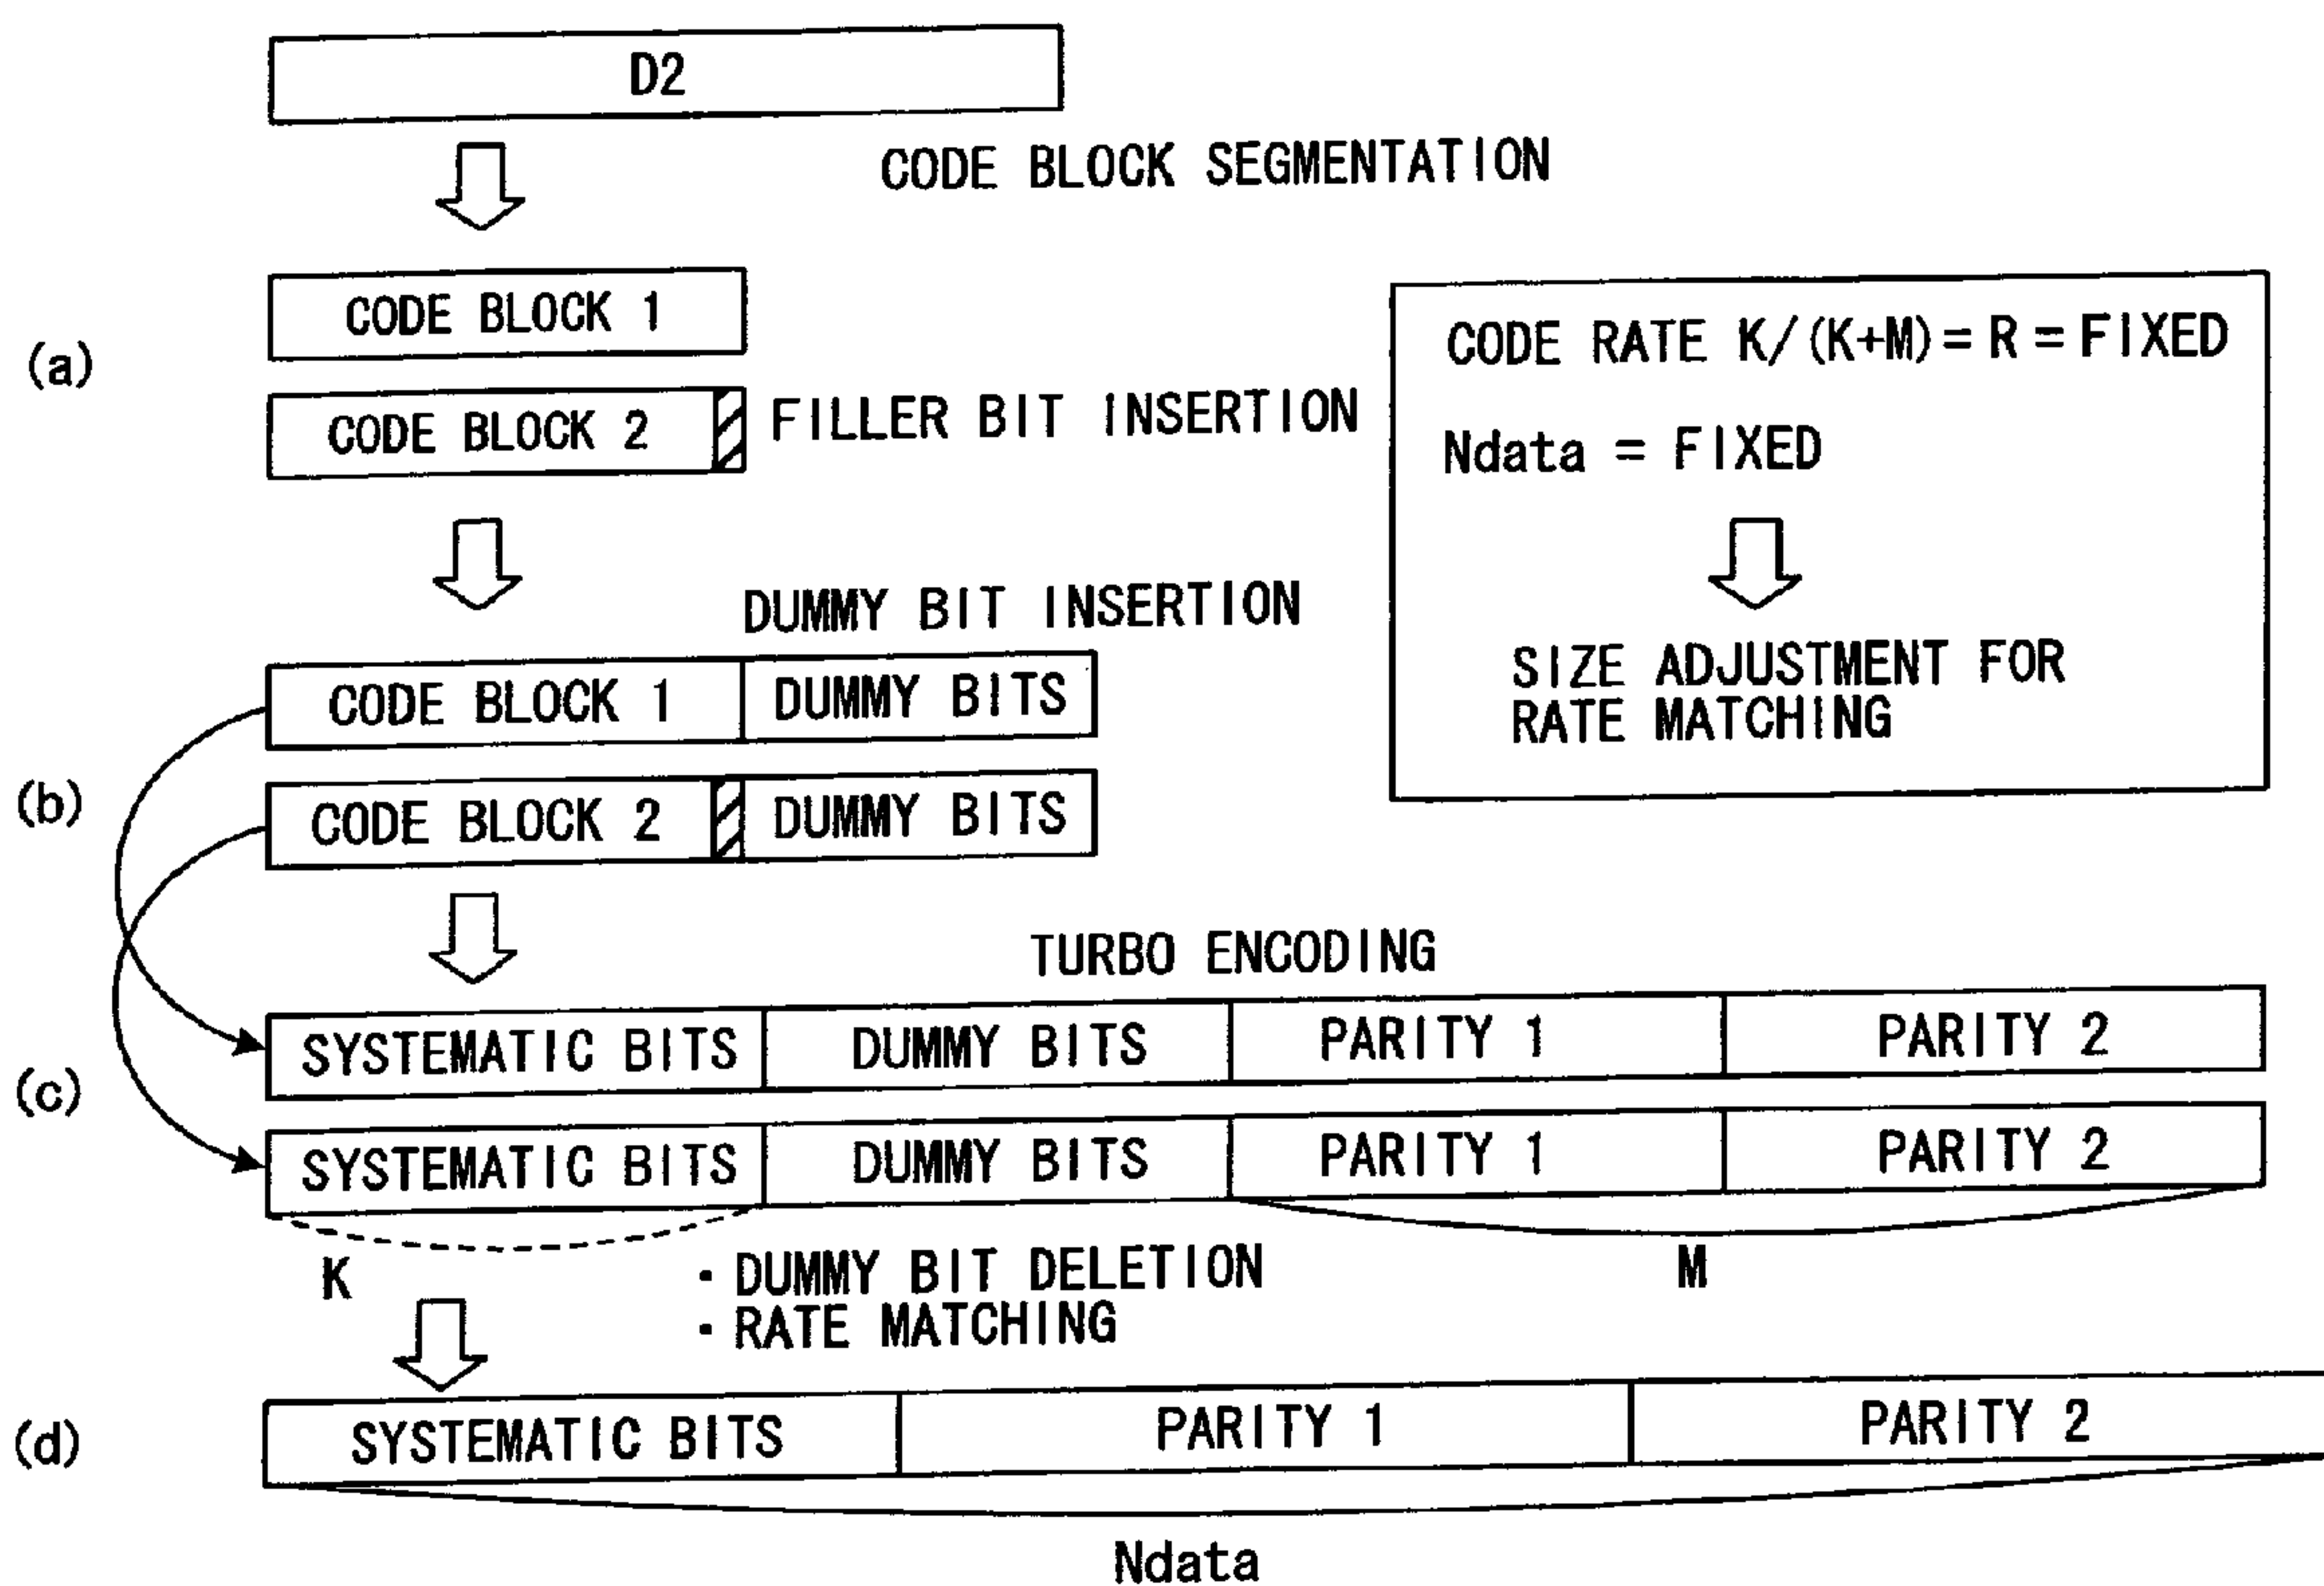 D2
CODE BLOCK SEGMENTATION
(a)
CODE BLOCK 1
CODE BLOCK 2
FILLER BIT INSERTION
CODE RATE K/(K+M)=R=FIXED
Ndata = FIXED
SIZE ADJUSTMENT FOR
RATE MATCHING
DUMMY BIT INSERTION
(b)
CODE BLOCK 1 DUMMY BITS
CODE BLOCK 2 DUMMY BITS
TURBO ENCODING
(c)
SYSTEMATIC BITS DUMMY BITS PARITY 1 PARITY 2
SYSTEMATIC BITS DUMMY BITS PARITY 1 PARITY 2
K
M
· DUMMY BIT DELETION
· RATE MATCHING
(d)
SYSTEMATIC BITS PARITY 1 PARITY 2
Ndata